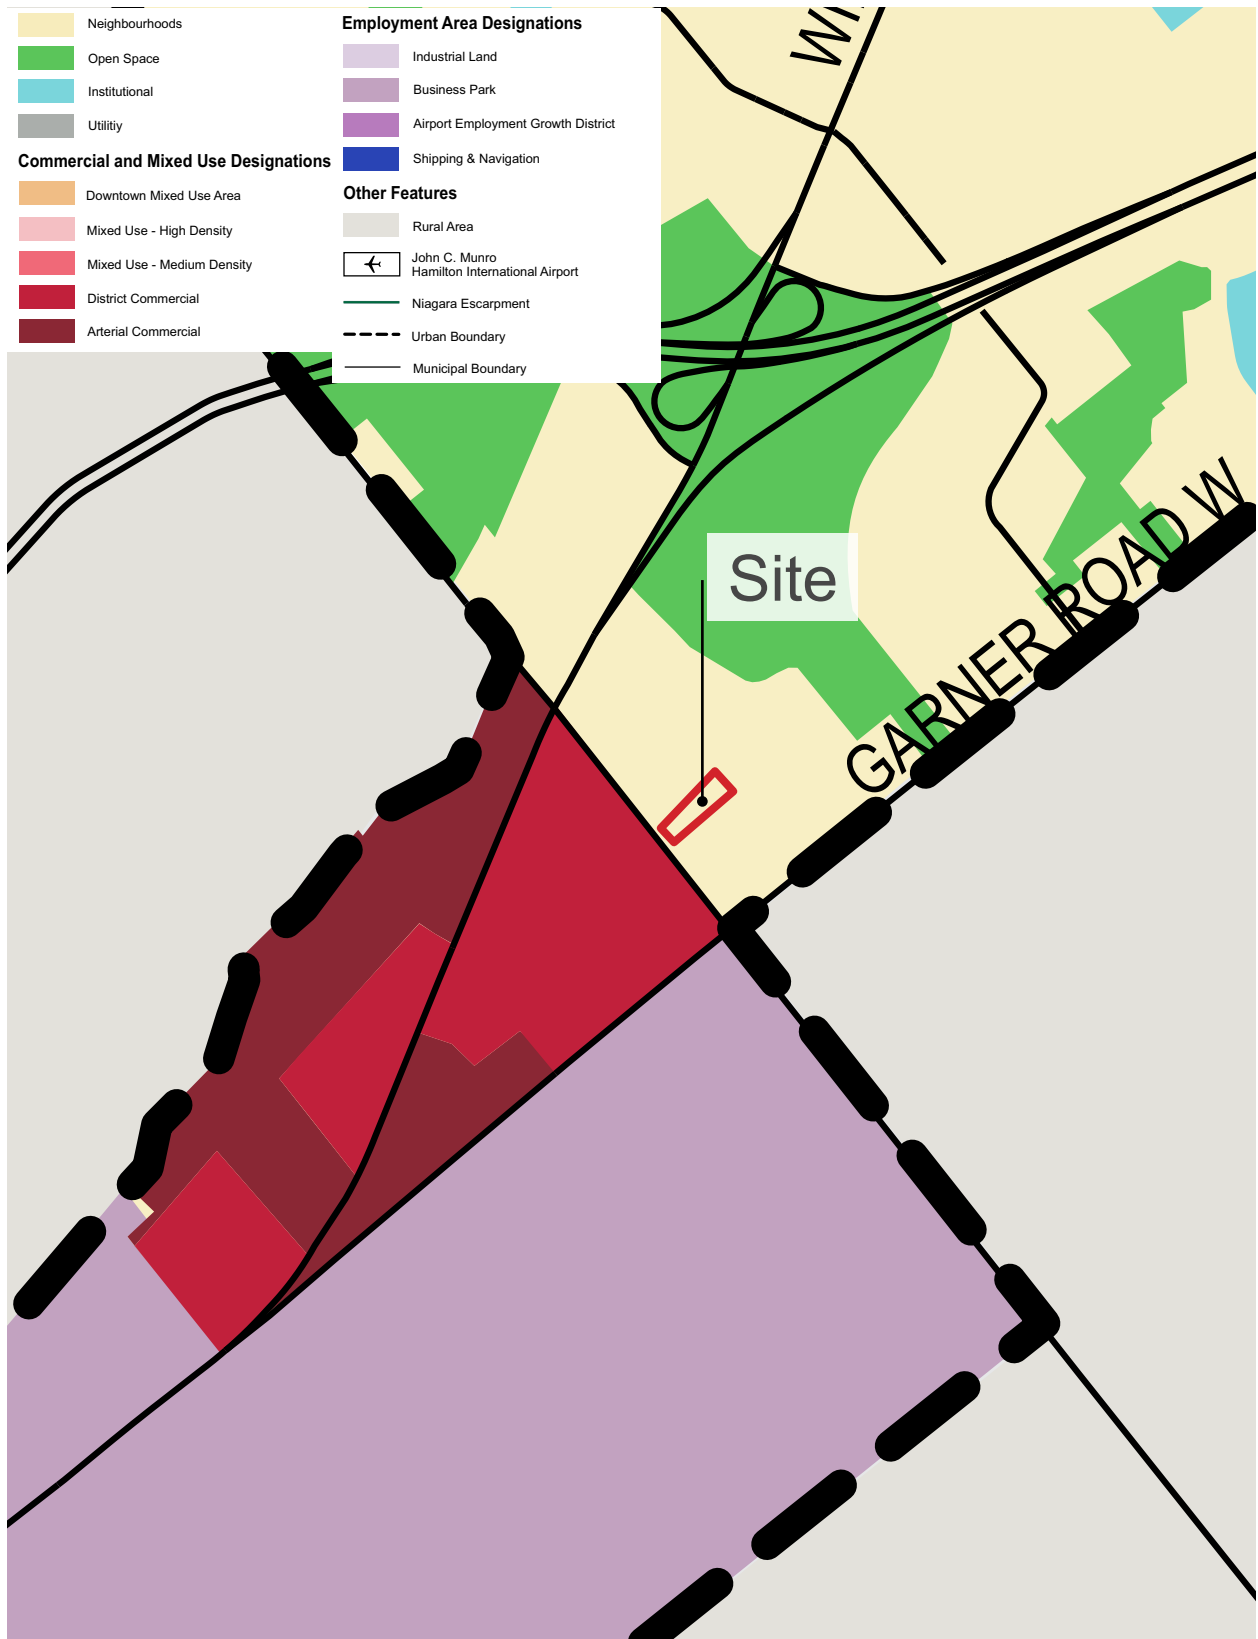 Neighbourhoods
Open Space
Institutional
Utilitiy
Commercial and Mixed Use Designations
Downtown Mixed Use Area
Mixed Use - High Density
Mixed Use - Medium Density
District Commercial
Arterial Commercial
Employment Area Designations
Industrial Land
Business Park
Airport Employment Growth District
Shipping & Navigation
Other Features
Rural Area
John C. Munro
Hamilton International Airport
Niagara Escarpment
Urban Boundary
Municipal Boundary
Site
GARNER ROAD W